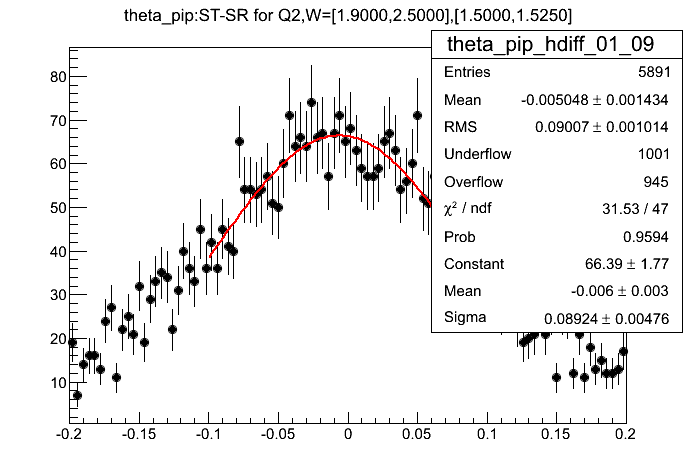 theta_pip:ST-SR for Q2,W=[1.9000,2.5000],[1.5000,1.5250]
theta_pip_hdiff_01_09
Entries 5891
Mean -0.005048 ± 0.001434
RMS 0.09007 ± 0.001014
Underflow 1001
Overflow 945
χ² / ndf 31.53 / 47
Prob 0.9594
Constant 66.39 ± 1.77
Mean -0.006 ± 0.003
Sigma 0.08924 ± 0.00476
80
70
60
50
40
30
20
10
-0.2 -0.15 -0.1 -0.05 0 0.05 0.1 0.15 0.2